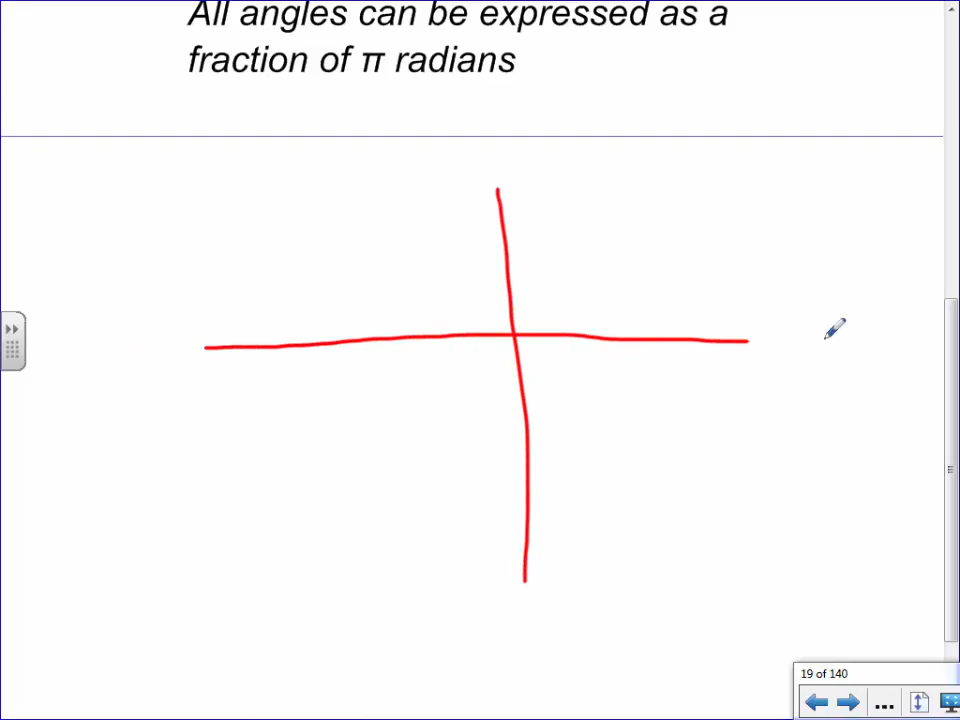 All angles can be expressed as a
fraction of π radians
19 of 140
...